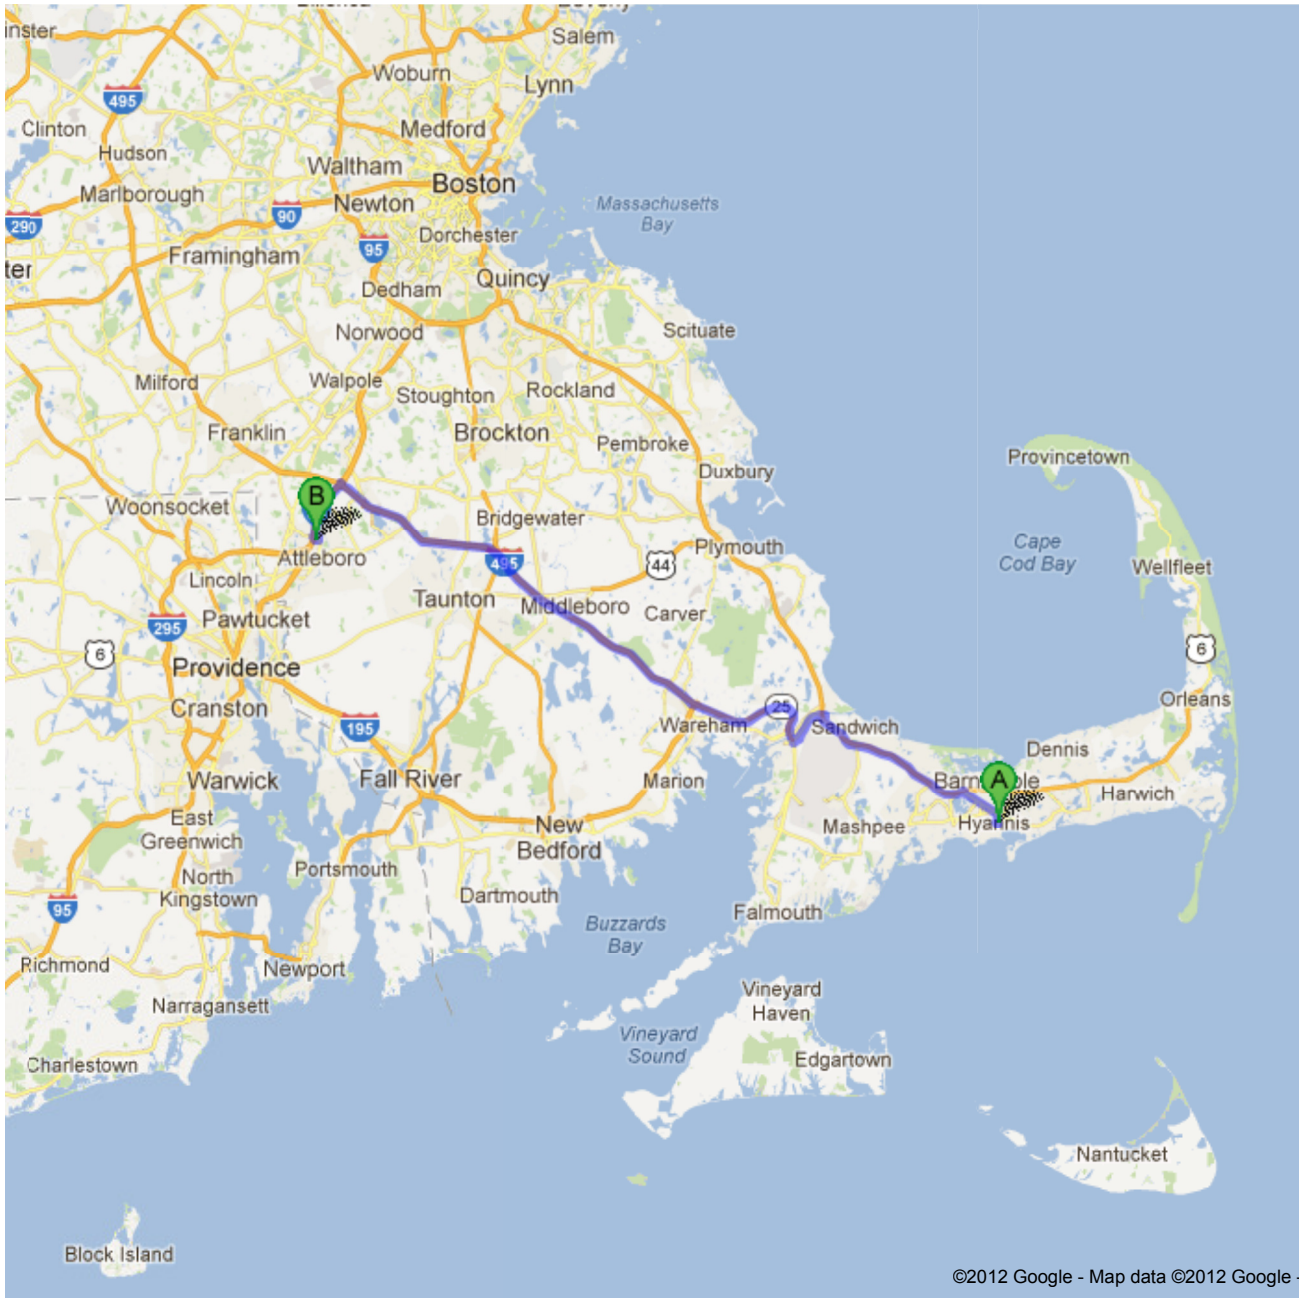 Salem
Woburn
Lynn
495
Clinton
Medford
Hudson
Waltham
Marlborough
Boston
Newton
90
Massachusetts
Bay
290
95
Dorchester
Framingham
ter
Quincy
Dedham
Norwood
Scituate
Milford
Walpole
Stoughton
Rockland
Franklin
Brockton
Pembroke
Duxbury
Provincetown
B
Woonsocket
Bridgewater
Attleboro
Plymouth
Cape
Cod Bay
495
44
Wellfleet
Lincoln
Taunton
Middleboro
Carver
Pawtucket
295
6
6
Providence
Orleans
Cranston
25
195
Wareham
Sandwich
Dennis
Warwick
Fall River
Marion
A
Harwich
East
Greenwich
New
Bedford
Mashpee
Hyannis
Portsmouth
North
Kingstown
Dartmouth
95
Falmouth
Buzzards
Bay
Richmond
Newport
Vineyard
Haven
Narragansett
Vineyard
Sound
Edgartown
Charlestown
Nantucket
Block Island
©2012 Google - Map data ©2012 Google -